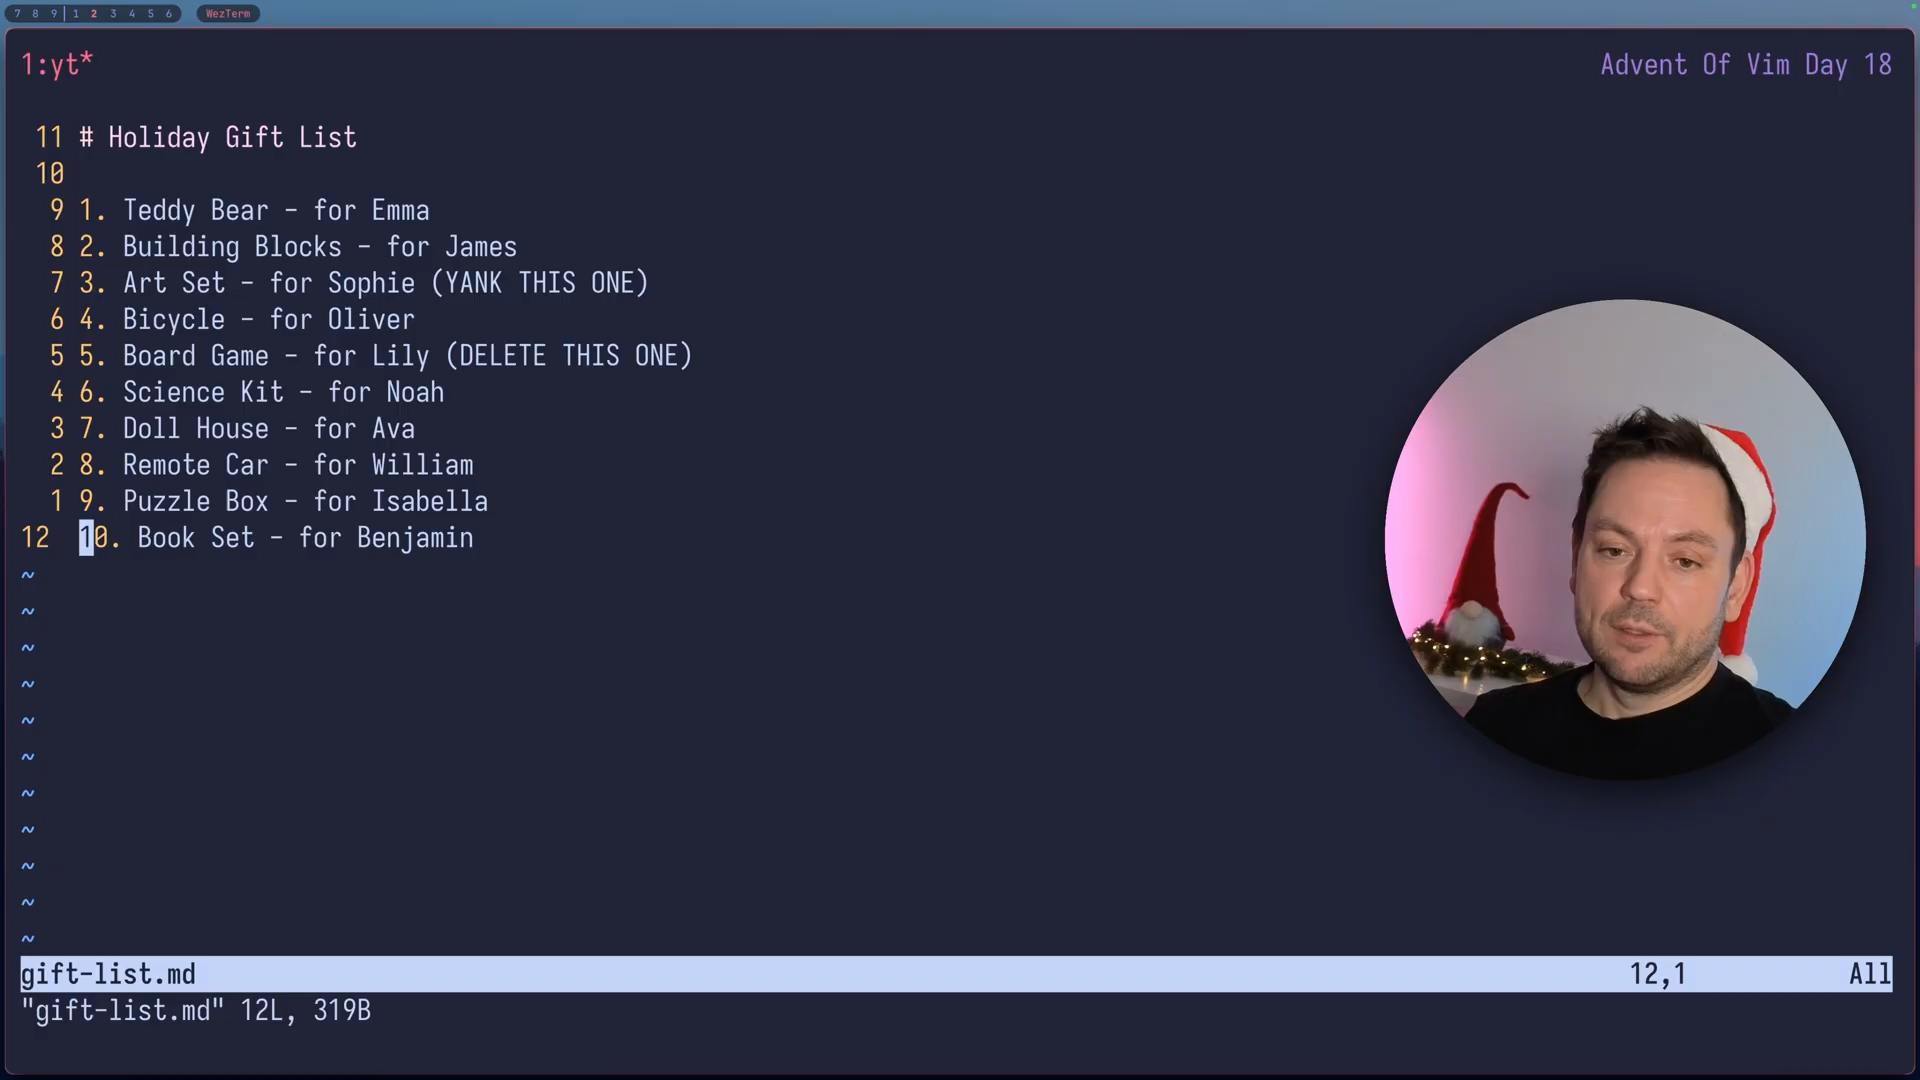 7 8 9 1 2 3 4 5 6 WezTerm
1:yt* Advent Of Vim Day 18
11 # Holiday Gift List
10
9 1. Teddy Bear - for Emma
8 2. Building Blocks - for James
7 3. Art Set - for Sophie (YANK THIS ONE)
6 4. Bicycle - for Oliver
5 5. Board Game - for Lily (DELETE THIS ONE)
4 6. Science Kit - for Noah
3 7. Doll House - for Ava
2 8. Remote Car - for William
1 9. Puzzle Box - for Isabella
12 10. Book Set - for Benjamin
~
~
~
~
~
~
~
~
~
~
~
gift-list.md 12,1 All
"gift-list.md" 12L, 319B